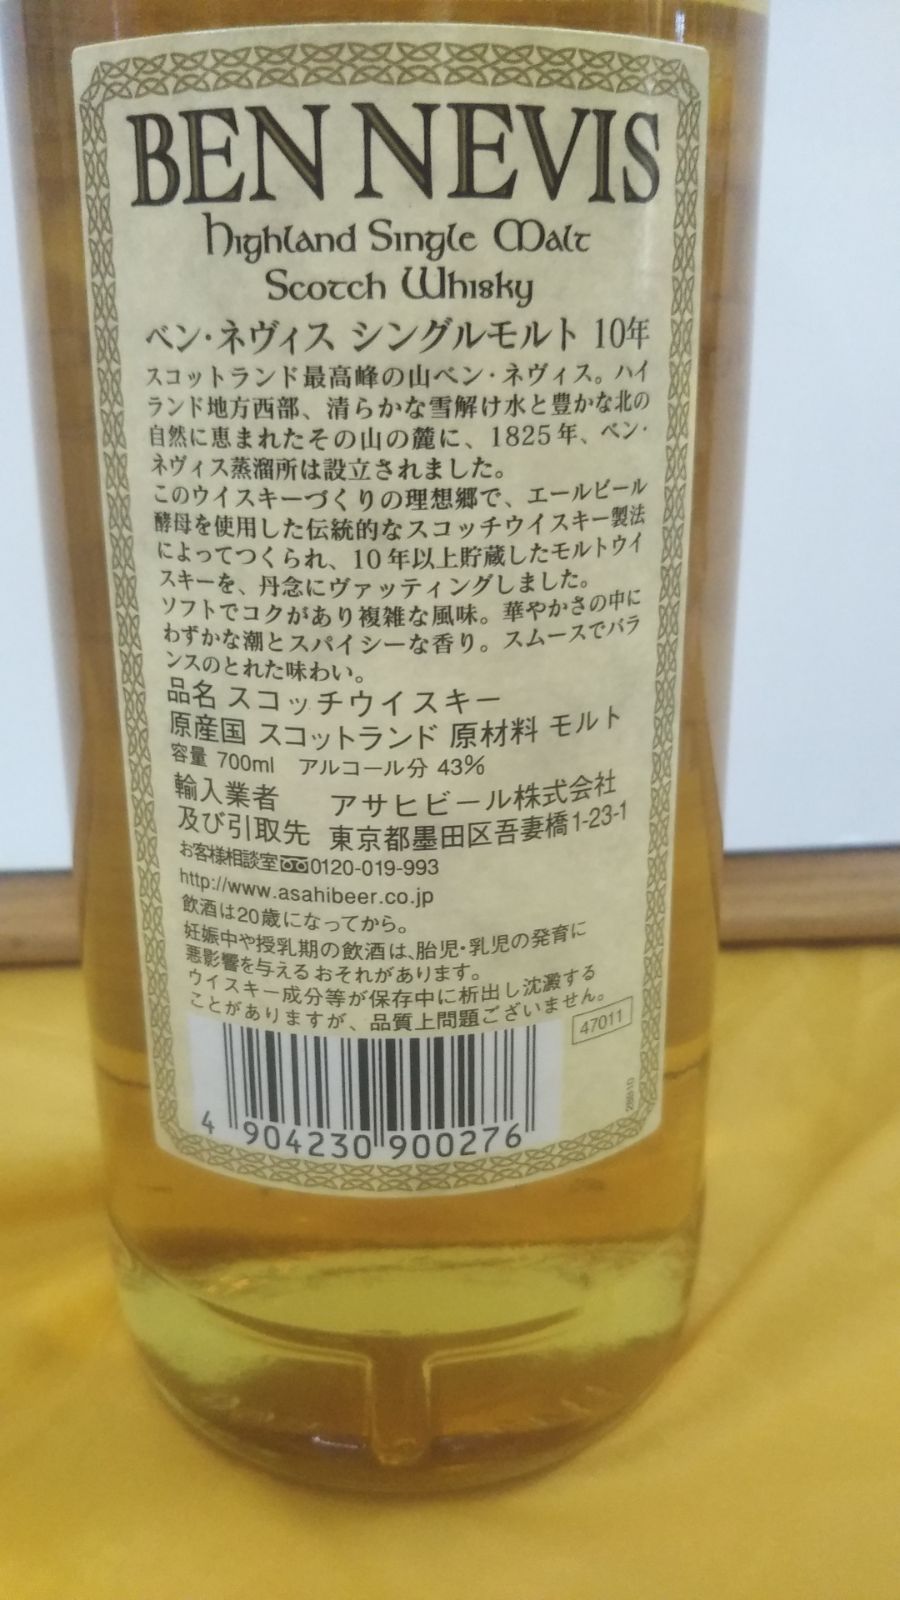 BEN NEVIS
Highland Single Malt
Scotch Whisky
ベン・ネヴィス シングルモルト 10年
スコットランド最高峰の山ベン・ネヴィス。ハイ
ランド地方西部、清らかな雪解け水と豊かな北の
自然に恵まれたその山の麓に、1825年、ベン・
ネヴィス蒸溜所は設立されました。
このウイスキーづくりの理想郷で、エールビール
酵母を使用した伝統的なスコッチウイスキー製法
によってつくられ、10年以上貯蔵したモルトウイ
スキーを、丹念にヴァッティングしました。
ソフトでコクがあり複雑な風味。華やかさの中に
わずかな潮とスパイシーな香り。スムースでバラ
ンスのとれた味わい。
品名 スコッチウイスキー
原産国 スコットランド 原材料 モルト
容量 700ml アルコール分 43%
輸入業者 アサヒビール株式会社
及び引取先 東京都墨田区吾妻橋1-23-1
お客様相談室 0120-019-993
http://www.asahibeer.co.jp
飲酒は20歳になってから。
妊娠中や授乳期の飲酒は、胎児・乳児の発育に
悪影響を与えるおそれがあります。
ウイスキー成分等が保存中に析出し沈澱する
ことがありますが、品質上問題ございません。
47011
4 904230 900276